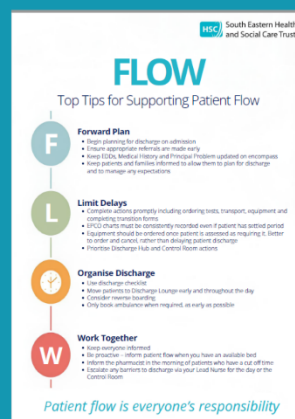 HSC South Eastern Health
and Social Care Trust
FLOW
Top Tips for Supporting Patient Flow
F
Forward Plan
• Begin planning for discharge on admission
• Ensure appropriate referrals are made early
• Keep EDDs, Medical History and Principal Problem updated on encompass
• Keep patients and families informed to allow them to plan for discharge
and to manage any expectations
L
Limit Delays
• Complete actions promptly including ordering tests, transport, equipment and
completing transition forms
• EPCO charts must be consistently recorded even if patient has settled period
• Equipment should be ordered once patient is assessed as requiring it. Better
to order and cancel, rather than delaying patient discharge
• Prioritise Discharge Hub and Control Room actions
Organise Discharge
• Use discharge checklist
• Move patients to Discharge Lounge early and throughout the day
• Consider reverse boarding
• Only book ambulance when required, as early as possible
W
Work Together
• Keep everyone informed
• Be proactive – inform patient flow when you have an available bed
• Inform the pharmacist in the morning of patients who have a cut off time
• Escalate any barriers to discharge via your Lead Nurse for the day or the
Control Room
Patient flow is everyone's responsibility